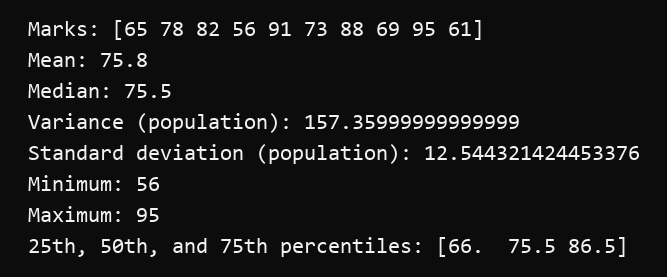 Marks: [65 78 82 56 91 73 88 69 95 61]
Mean: 75.8
Median: 75.5
Variance (population): 157.35999999999999
Standard deviation (population): 12.544321424453376
Minimum: 56
Maximum: 95
25th, 50th, and 75th percentiles: [66.  75.5 86.5]